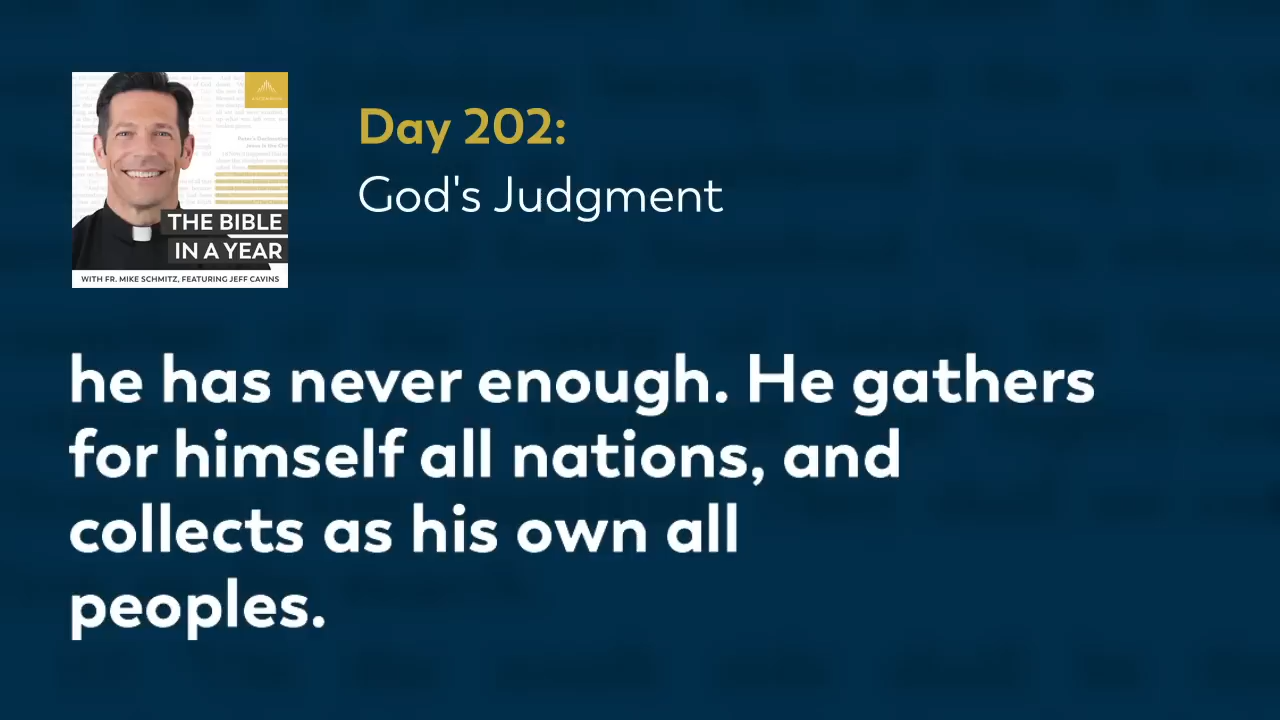 Day 202:
God's Judgment
THE BIBLE
IN A YEAR
WITH FR. MIKE SCHMITZ, FEATURING JEFF CAVINS
he has never enough. He gathers
for himself all nations, and
collects as his own all
peoples.